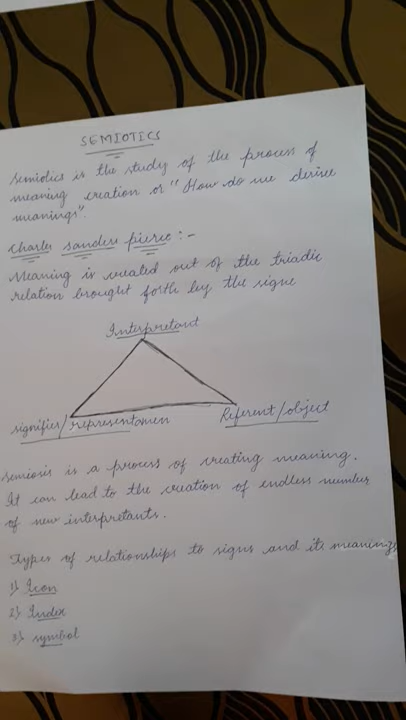 SEMIOTICS
Semiotics is the study of the process of
meaning creation or "How do we derive
meanings".
Charles Sanders pierce :-
Meaning is created out of the triadic
relation brought forth by the signs
Interpretant
signifier/representamen
Referent/object
Semiosis is a process of creating meaning.
It can lead to the creation of endless number
of new interpretants.
Types of relationships to signs and its meanings
1) Icon
2) Index
3) symbol